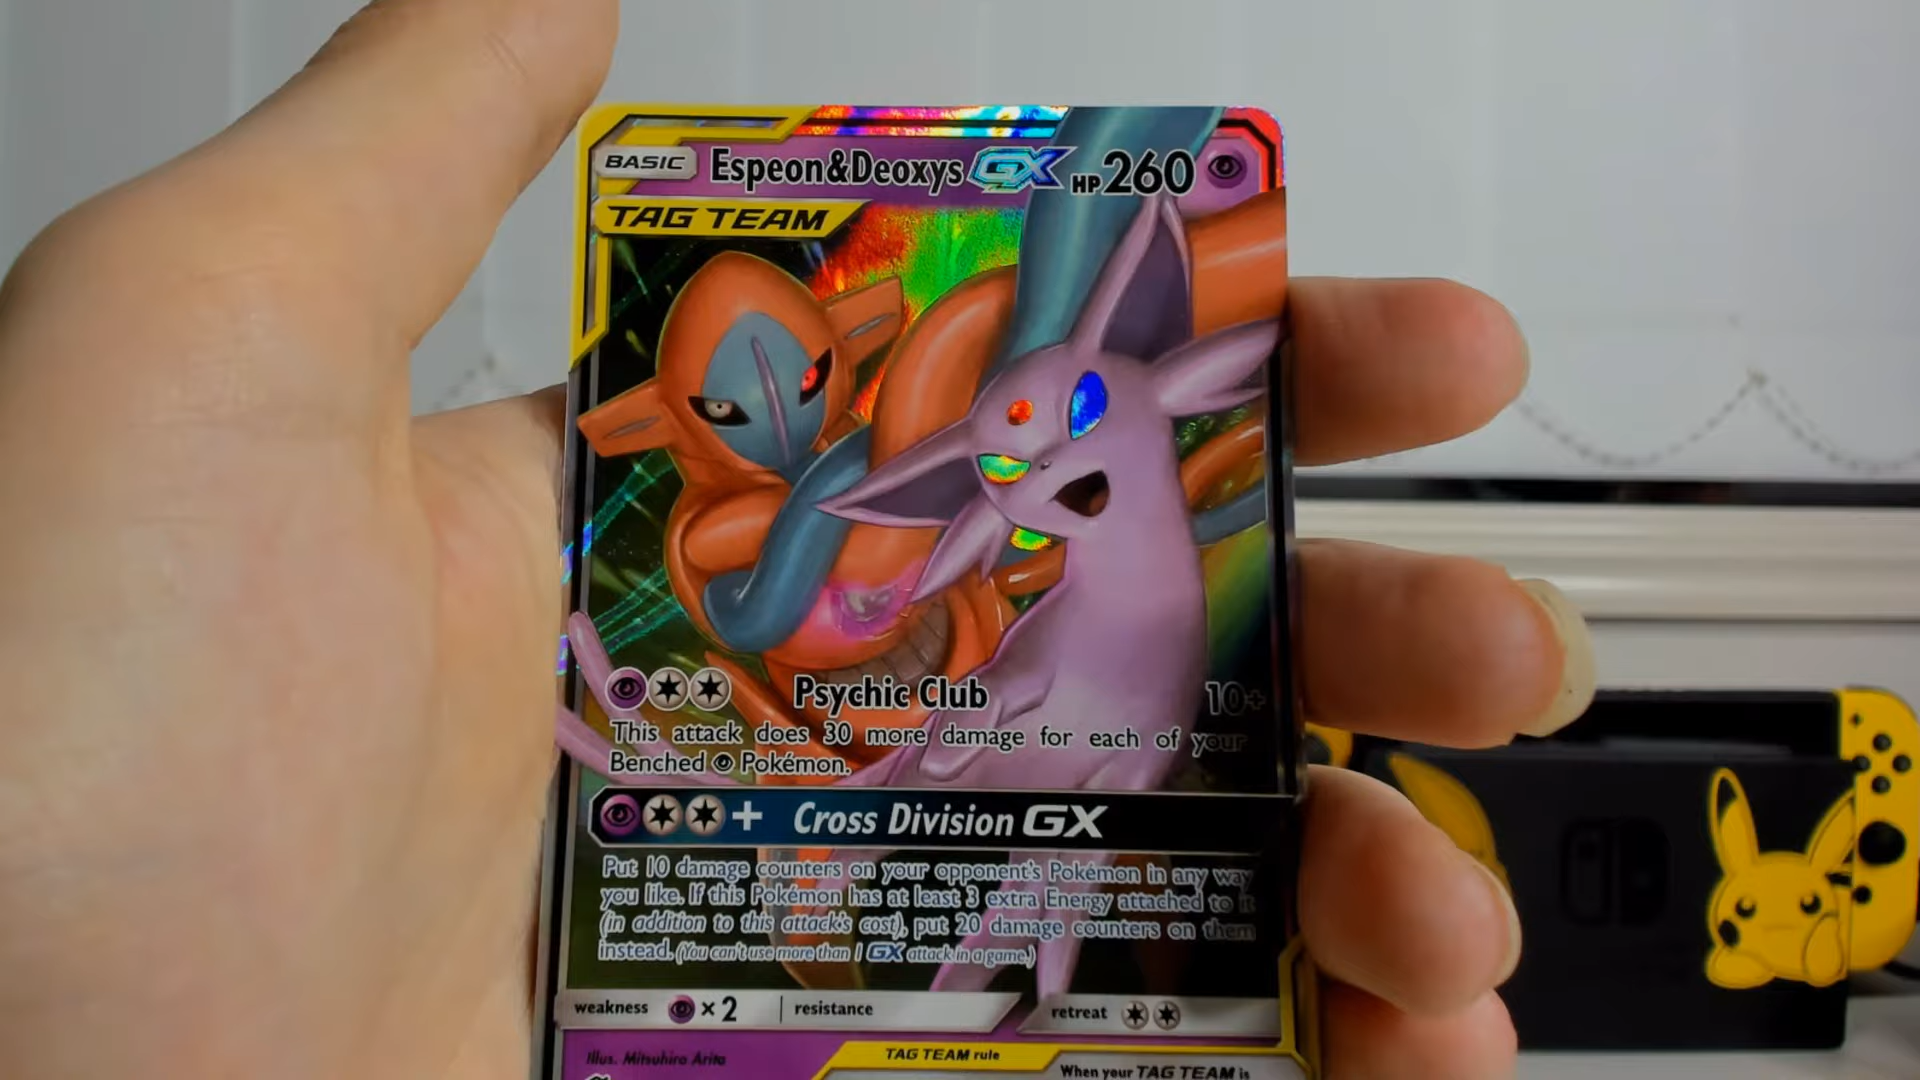 BASIC Espeon&Deoxys GX HP260
TAG TEAM
Psychic Club 10+
This attack does 30 more damage for each of your
Benched Pokémon.
+ Cross Division GX
Put 10 damage counters on your opponent's Pokémon in any way
you like. If this Pokémon has at least 3 extra Energy attached to it
(in addition to this attack's cost), put 20 damage counters on them
instead. (You can't use more than 1 GX attack in a game.)
weakness ×2 resistance retreat
Illus. Mitsuhiro Arita
TAG TEAM rule
When your TAG TEAM is